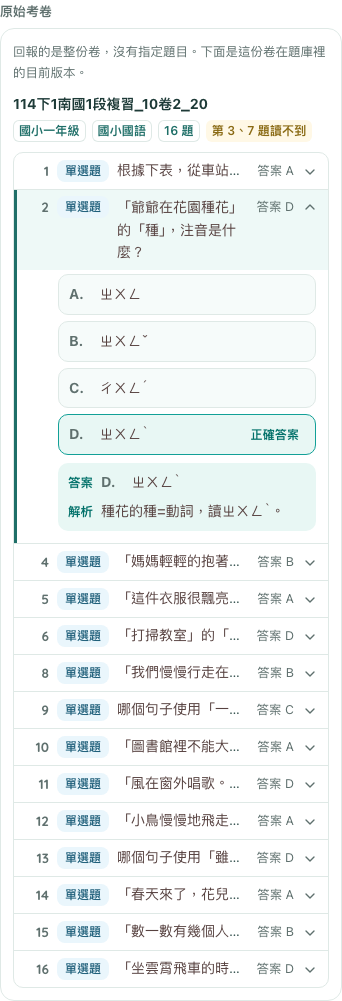 原始考卷
回報的是整份卷，沒有指定題目。下面是這份卷在題庫裡
的目前版本。
114下1南國1段複習_10卷2_20
國小一年級 國小國語 16 題 第 3、7 題讀不到
1 單選題 根據下表，從車站... 答案 A
2 單選題 「爺爺在花園種花」 答案 D
的「種」，注音是什
麼？
A. ㄓㄨㄥ
B. ㄓㄨㄥˇ
C. ㄔㄨㄥˊ
D. ㄓㄨㄥˋ 正確答案
答案 D. ㄓㄨㄥˋ
解析 種花的種=動詞，讀ㄓㄨㄥˋ。
4 單選題 「媽媽輕輕的抱著... 答案 B
5 單選題 「這件衣服很飄亮... 答案 A
6 單選題 「打掃教室」的「... 答案 D
8 單選題 「我們慢慢行走在... 答案 B
9 單選題 哪個句子使用「一... 答案 C
10 單選題 「圖書館裡不能大... 答案 A
11 單選題 「風在窗外唱歌。... 答案 D
12 單選題 「小鳥慢慢地飛走... 答案 A
13 單選題 哪個句子使用「雖... 答案 D
14 單選題 「春天來了，花兒... 答案 A
15 單選題 「數一數有幾個人... 答案 B
16 單選題 「坐雲霄飛車的時... 答案 D